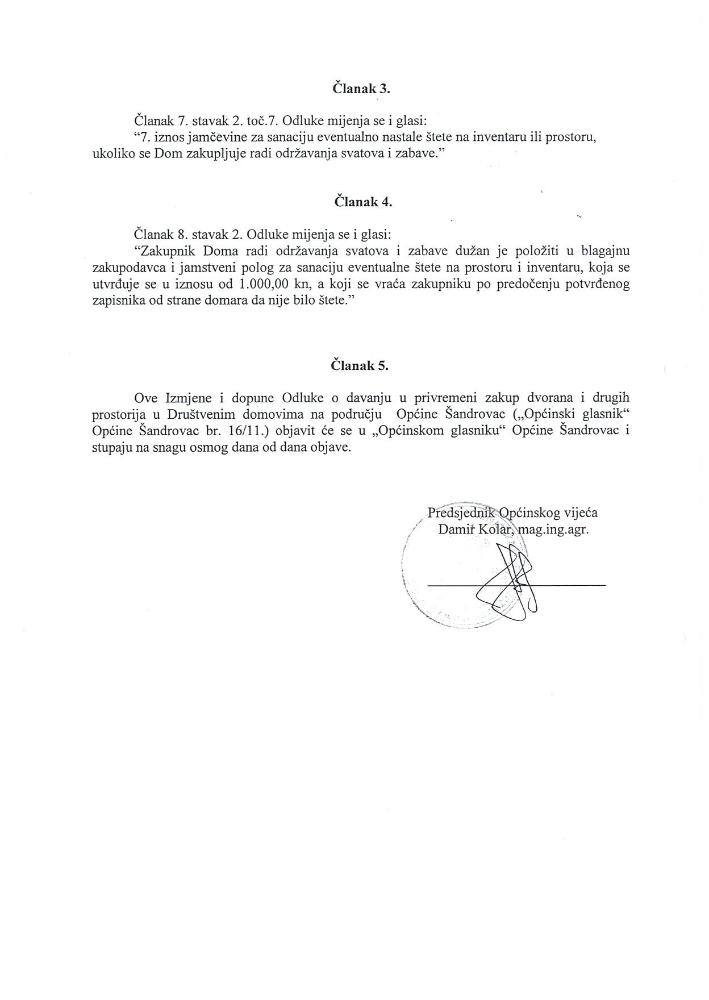 Članak 3.
Članak 7. stavak 2. toč.7. Odluke mijenja se i glasi:
“7. iznos jamčevine za sanaciju eventualno nastale štete na inventaru ili prostoru,
ukoliko se Dom zakupljuje radi održavanja svatova i zabave.”
Članak 4.
Članak 8. stavak 2. Odluke mijenja se i glasi:
“Zakupnik Doma radi održavanja svatova i zabave dužan je položiti u blagajnu
zakupodavca i jamstveni polog za sanaciju eventualne štete na prostoru i inventaru, koja se
utvrđuje se u iznosu od 1.000,00 kn, a koji se vraća zakupniku po predočenju potvrđenog
zapisnika od strane domara da nije bilo štete.”
Članak 5.
Ove Izmjene i dopune Odluke o davanju u privremeni zakup dvorana i drugih
prostorija u Društvenim domovima na području Općine Šandrovac („Općinski glasnik“
Općine Šandrovac br. 16/11.) objavit će se u „Općinskom glasniku“ Općine Šandrovac i
stupaju na snagu osmog dana od dana objave.
Predsjednik Općinskog vijeća
Damir Kolar, mag.ing.agr.